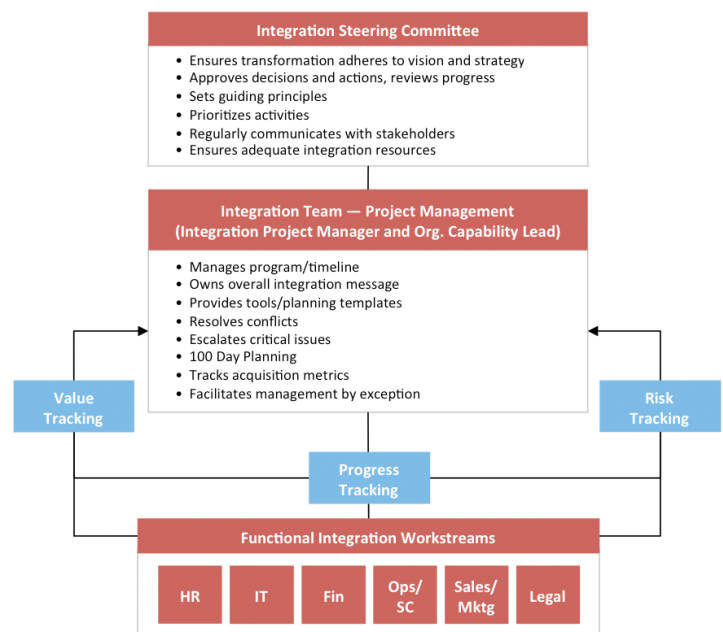 Integration Steering Committee
• Ensures transformation adheres to vision and strategy
• Approves decisions and actions, reviews progress
• Sets guiding principles
• Prioritizes activities
• Regularly communicates with stakeholders
• Ensures adequate integration resources
Integration Team — Project Management
(Integration Project Manager and Org. Capability Lead)
• Manages program/timeline
• Owns overall integration message
• Provides tools/planning templates
• Resolves conflicts
• Escalates critical issues
• 100 Day Planning
• Tracks acquisition metrics
• Facilitates management by exception
Value
Tracking
Risk
Tracking
Progress
Tracking
Functional Integration Workstreams
HR
IT
Fin
Ops/
SC
Sales/
Mktg
Legal